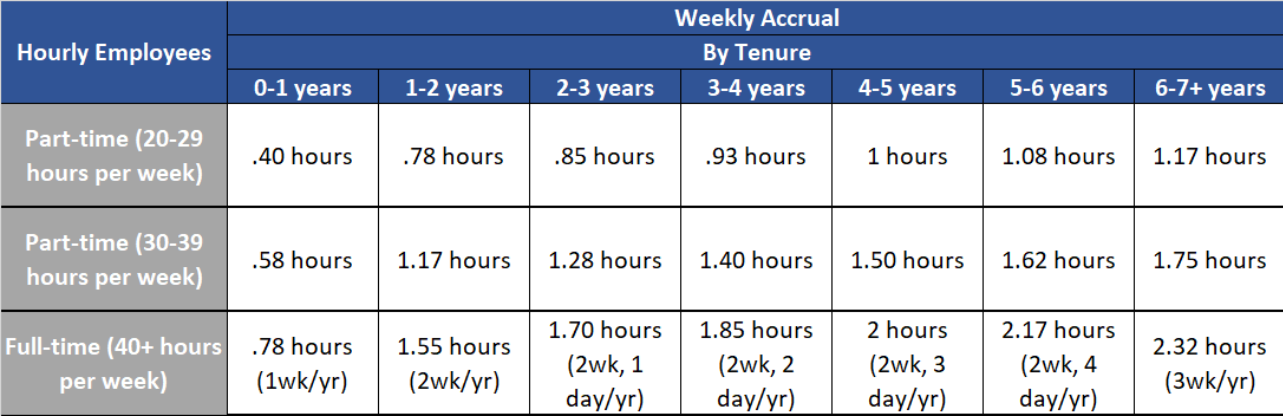 Hourly Employees
Weekly Accrual
By Tenure
0-1 years 1-2 years 2-3 years 3-4 years 4-5 years 5-6 years 6-7+ years
Part-time (20-29
hours per week)
.40 hours .78 hours .85 hours .93 hours 1 hours 1.08 hours 1.17 hours
Part-time (30-39
hours per week)
.58 hours 1.17 hours 1.28 hours 1.40 hours 1.50 hours 1.62 hours 1.75 hours
Full-time (40+ hours
per week)
.78 hours
(1wk/yr)
1.55 hours
(2wk/yr)
1.70 hours
(2wk, 1
day/yr)
1.85 hours
(2wk, 2
day/yr)
2 hours
(2wk, 3
day/yr)
2.17 hours
(2wk, 4
day/yr)
2.32 hours
(3wk/yr)